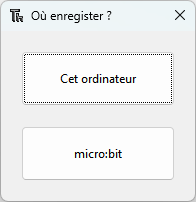 Où enregister ?
Cet ordinateur
micro:bit